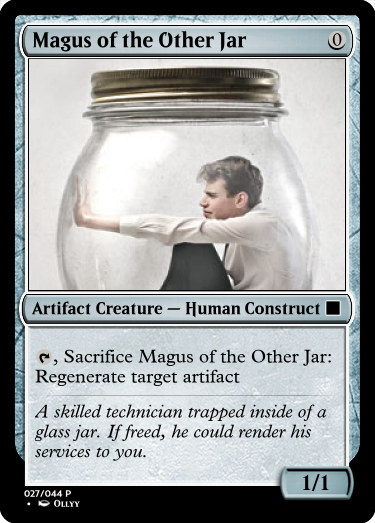 Magus of the Other Jar 0
Artifact Creature — Human Construct
, Sacrifice Magus of the Other Jar:
Regenerate target artifact
A skilled technician trapped inside of a
glass jar. If freed, he could render his
services to you.
1/1
027/044 P
• Ollyy